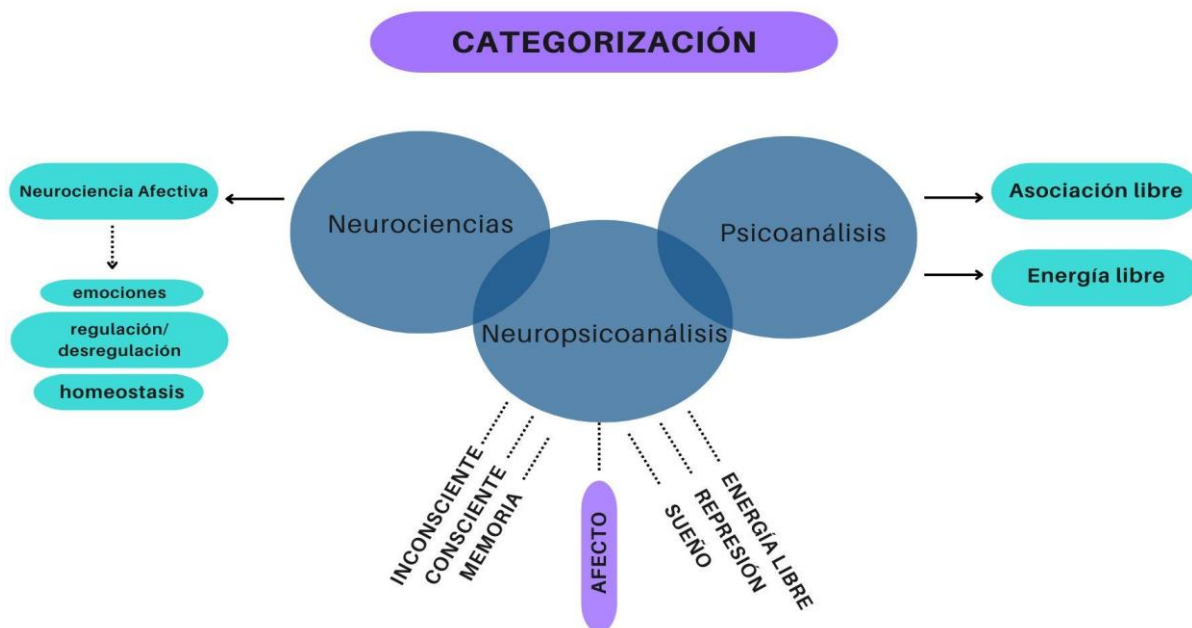 CATEGORIZACIÓN
Neurociencia Afectiva
emociones
regulación/
desregulación
homeostasis
Neurociencias
Neuropsicoanálisis
Psicoanálisis
Asociación libre
Energía libre
INCONSCIENTE
CONSCIENTE
MEMORIA
AFECTO
SUEÑO
REPRESIÓN
ENERGÍA LIBRE